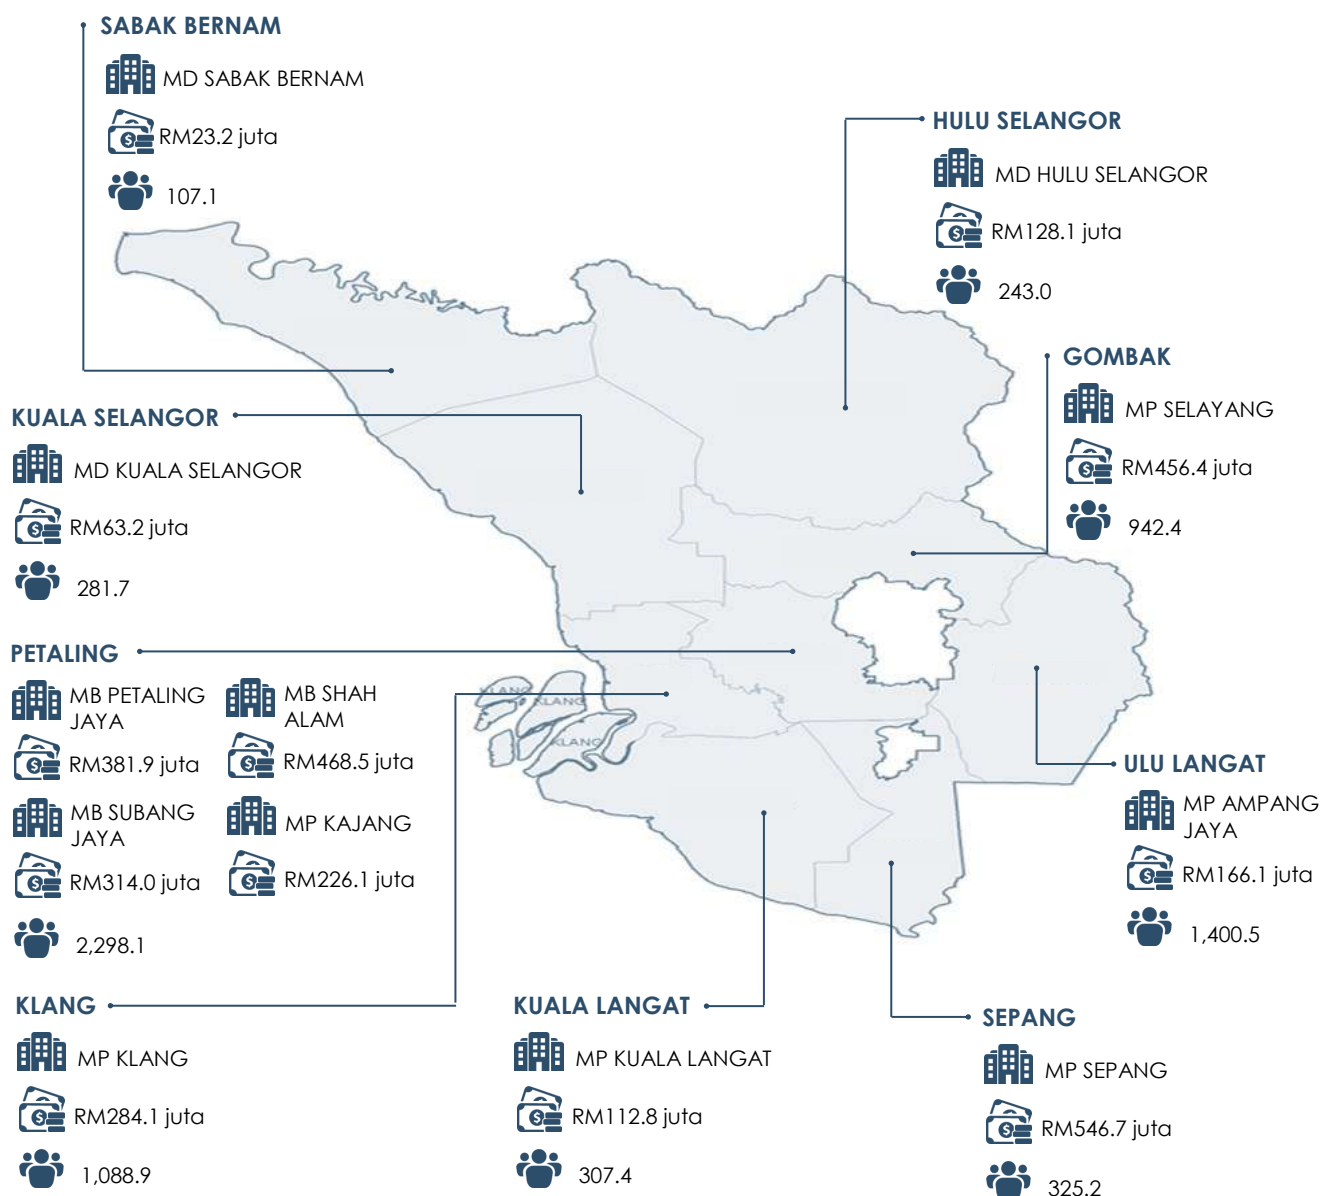 SABAK BERNAM
MD SABAK BERNAM
RM23.2 juta
107.1
HULU SELANGOR
MD HULU SELANGOR
RM128.1 juta
243.0
GOMBAK
MP SELAYANG
RM456.4 juta
942.4
KUALA SELANGOR
MD KUALA SELANGOR
RM63.2 juta
281.7
PETALING
MB PETALING
JAYA
RM381.9 juta
MB SHAH
ALAM
RM468.5 juta
MB SUBANG
JAYA
RM314.0 juta
MP KAJANG
RM226.1 juta
2,298.1
KLANG
KLANG
KLANG
ULU LANGAT
MP AMPANG
JAYA
RM166.1 juta
1,400.5
KLANG
MP KLANG
RM284.1 juta
1,088.9
KUALA LANGAT
MP KUALA LANGAT
RM112.8 juta
307.4
SEPANG
MP SEPANG
RM546.7 juta
325.2